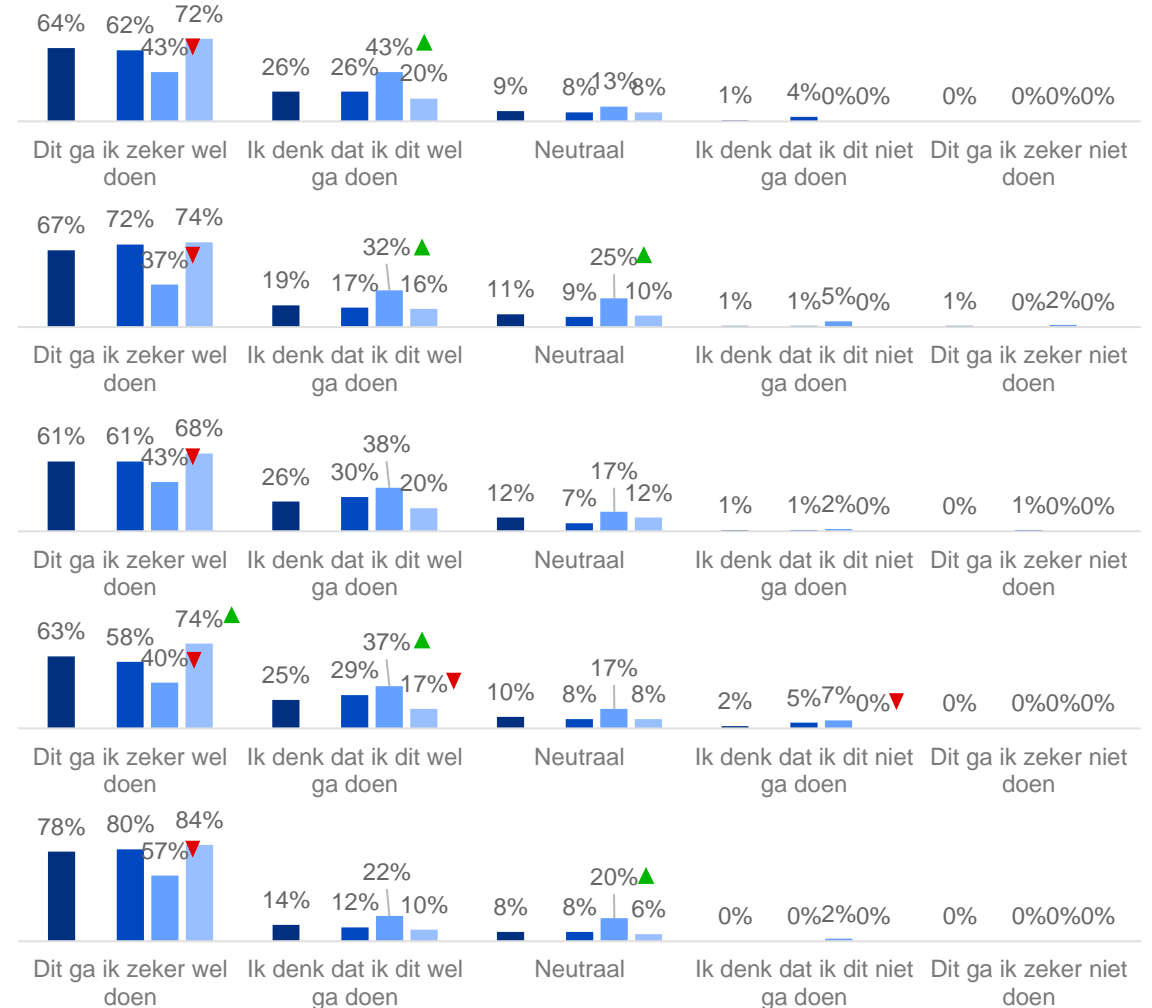 64% 62% 43% 72% 26% 26% 43% 20% 9% 8% 13% 8% 1% 4% 0% 0% 0% 0% 0% 0%
Dit ga ik zeker wel doen
Ik denk dat ik dit wel ga doen
Neutraal
Ik denk dat ik dit niet ga doen
Dit ga ik zeker niet doen
67% 72% 37% 74% 19% 17% 32% 16% 11% 9% 25% 10% 1% 1% 5% 0% 1% 0% 2% 0%
Dit ga ik zeker wel doen
Ik denk dat ik dit wel ga doen
Neutraal
Ik denk dat ik dit niet ga doen
Dit ga ik zeker niet doen
61% 61% 43% 68% 26% 30% 38% 20% 12% 7% 17% 12% 1% 1% 2% 0% 0% 1% 0% 0%
Dit ga ik zeker wel doen
Ik denk dat ik dit wel ga doen
Neutraal
Ik denk dat ik dit niet ga doen
Dit ga ik zeker niet doen
63% 58% 40% 74% 25% 29% 37% 17% 10% 8% 17% 8% 2% 5% 7% 0% 0% 0% 0% 0%
Dit ga ik zeker wel doen
Ik denk dat ik dit wel ga doen
Neutraal
Ik denk dat ik dit niet ga doen
Dit ga ik zeker niet doen
78% 80% 57% 84% 14% 12% 22% 10% 8% 8% 20% 6% 0% 0% 2% 0% 0% 0% 0% 0%
Dit ga ik zeker wel doen
Ik denk dat ik dit wel ga doen
Neutraal
Ik denk dat ik dit niet ga doen
Dit ga ik zeker niet doen